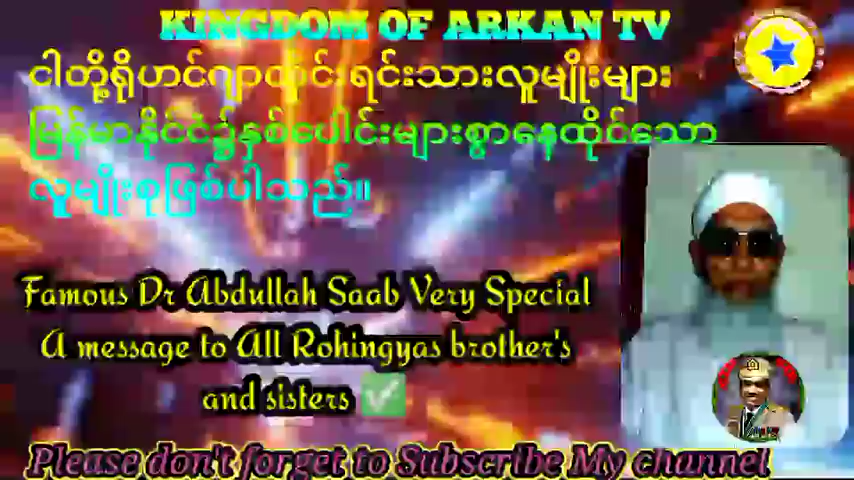 KINGDOM OF ARKAN TV
ငါတို့ရိုဟင်ဂျာတိုင်းရင်းသားလူမျိုးများ
မြန်မာနိုင်ငံ၌နှစ်ပေါင်းများစွာနေထိုင်သော
လူမျိုးစုဖြစ်ပါသည်။
Famous Dr Abdullah Saab Very Special
A message to All Rohingyas brother's
and sisters ✅
Please don't forget to Subscribe My channel